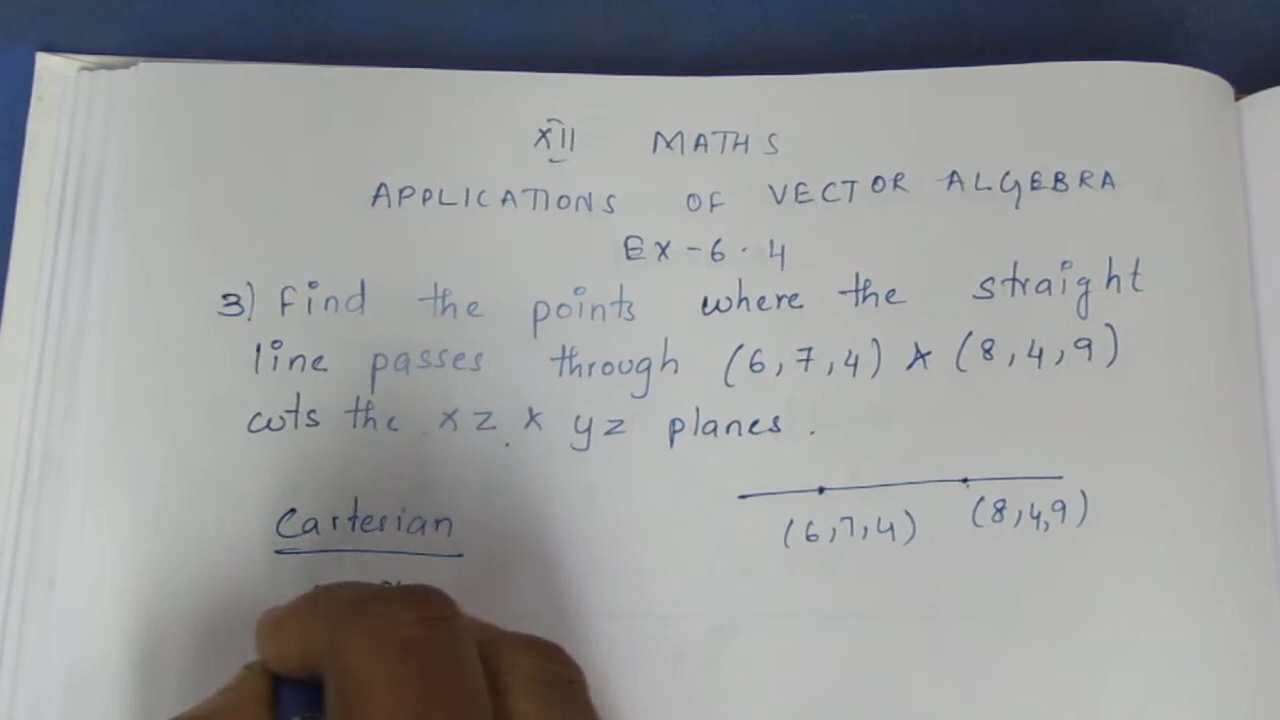 XII MATHS
APPLICATIONS OF VECTOR ALGEBRA
EX-6.4
3) Find the points where the straight
line passes through (6,7,4) & (8,4,9)
cuts the xz & yz planes.
(6,7,4) (8,4,9)
Cartesian